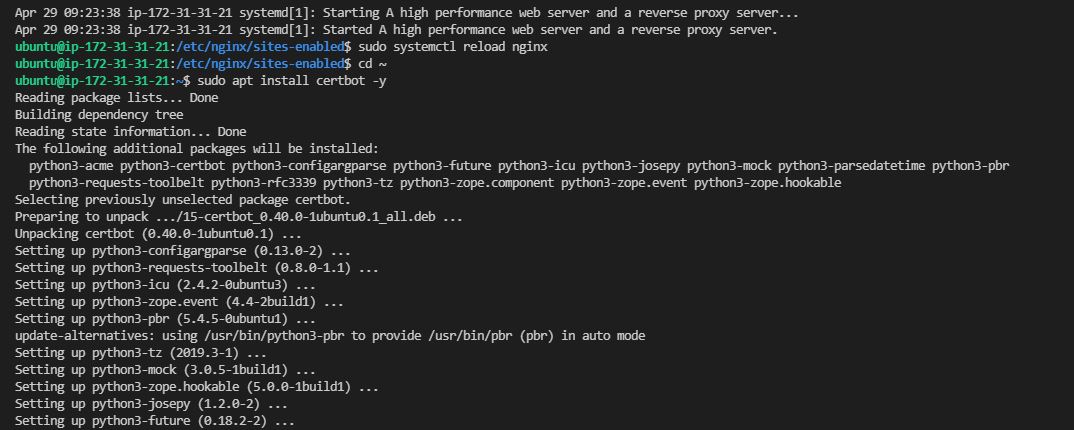 Apr 29 09:23:38 ip-172-31-31-21 systemd[1]: Starting A high performance web server and a reverse proxy server...
Apr 29 09:23:38 ip-172-31-31-21 systemd[1]: Started A high performance web server and a reverse proxy server.
ubuntu@ip-172-31-31-21:/etc/nginx/sites-enabled$ sudo systemctl reload nginx
ubuntu@ip-172-31-31-21:/etc/nginx/sites-enabled$ cd ~
ubuntu@ip-172-31-31-21:~$ sudo apt install certbot -y
Reading package lists... Done
Building dependency tree
Reading state information... Done
The following additional packages will be installed:
  python3-acme python3-certbot python3-configargparse python3-future python3-icu python3-josepy python3-mock python3-parsedatetime python3-pbr
  python3-requests-toolbelt python3-rfc3339 python3-tz python3-zope.component python3-zope.event python3-zope.hookable
Selecting previously unselected package certbot.
Preparing to unpack .../15-certbot_0.40.0-1ubuntu0.1_all.deb ...
Unpacking certbot (0.40.0-1ubuntu0.1) ...
Setting up python3-configargparse (0.13.0-2) ...
Setting up python3-requests-toolbelt (0.8.0-1.1) ...
Setting up python3-icu (2.4.2-0ubuntu3) ...
Setting up python3-zope.event (4.4-2build1) ...
Setting up python3-pbr (5.4.5-0ubuntu1) ...
update-alternatives: using /usr/bin/python3-pbr to provide /usr/bin/pbr (pbr) in auto mode
Setting up python3-tz (2019.3-1) ...
Setting up python3-mock (3.0.5-1build1) ...
Setting up python3-zope.hookable (5.0.0-1build1) ...
Setting up python3-josepy (1.2.0-2) ...
Setting up python3-future (0.18.2-2) ...